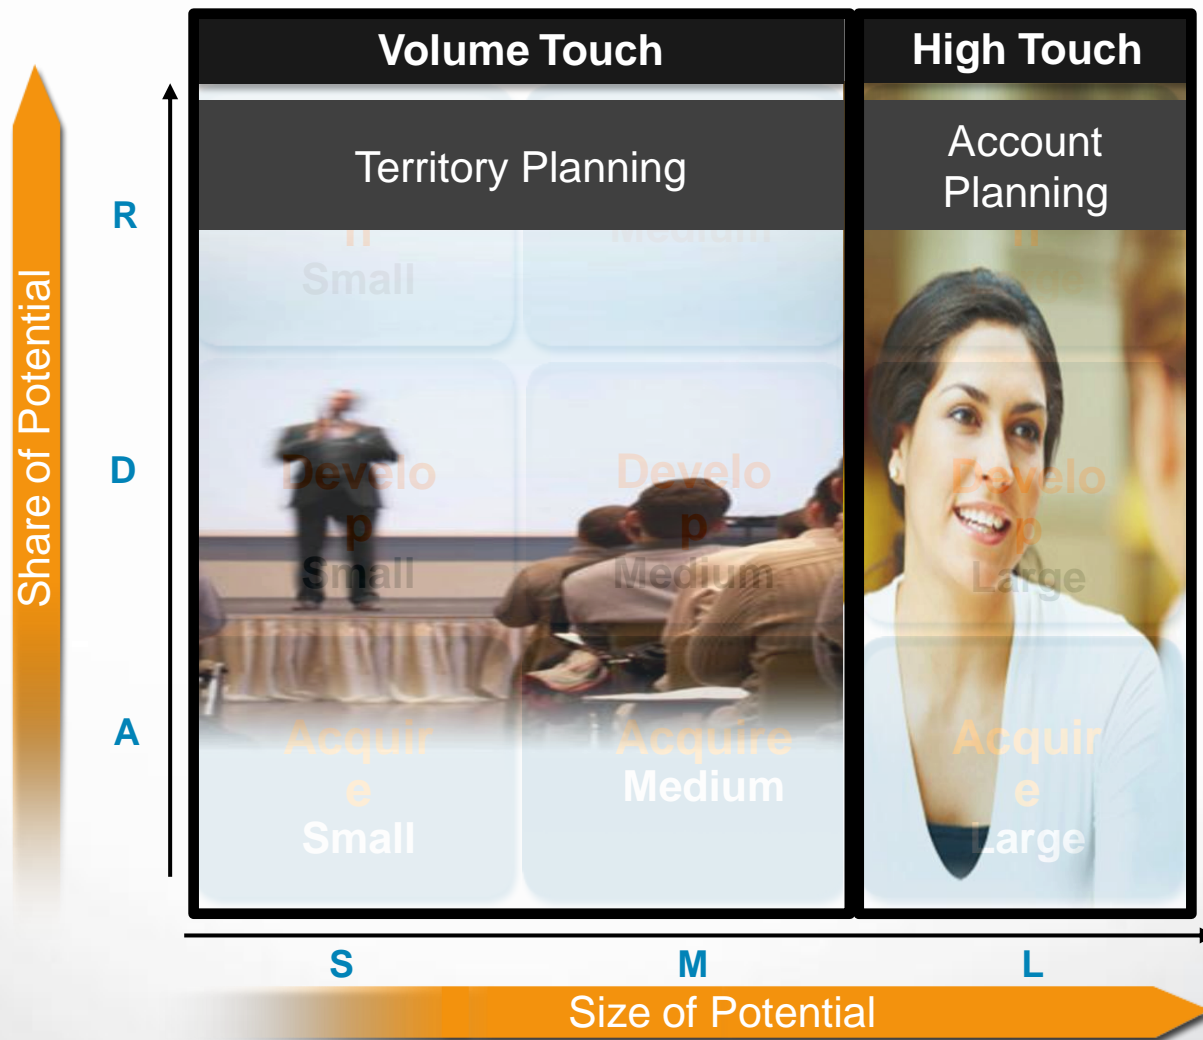 Volume Touch
High Touch
Territory Planning
Account
Planning
R
n
Small
Medium
n
Share of Potential
D
Develo
p
Small
Develo
p
Medium
Develo
p
Large
A
Acquir
e
Small
Acquire
Medium
Acquir
e
Large
S
M
L
Size of Potential